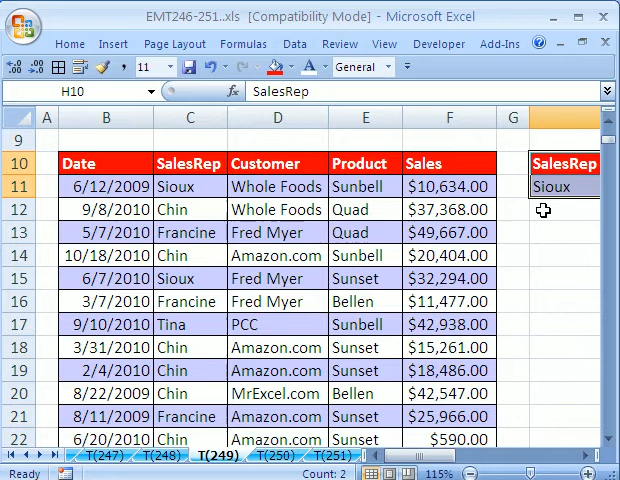 EMT246-251..xls [Compatibility Mode] - Microsoft Excel
Home Insert Page Layout Formulas Data Review View Developer Add-Ins
11 General
H10 fx SalesRep
A B C D E F G
9
10 Date SalesRep Customer Product Sales SalesRep
11 6/12/2009 Sioux Whole Foods Sunbell $10,634.00 Sioux
12 9/8/2010 Chin Whole Foods Quad $37,368.00
13 5/7/2010 Francine Fred Myer Quad $49,667.00
14 10/18/2010 Chin Amazon.com Sunbell $20,404.00
15 6/7/2010 Sioux Fred Myer Sunset $32,294.00
16 3/7/2010 Francine Fred Myer Bellen $11,477.00
17 9/10/2010 Tina PCC Sunbell $42,938.00
18 3/31/2010 Chin Amazon.com Sunset $15,261.00
19 2/4/2010 Chin Amazon.com Sunset $18,486.00
20 8/22/2009 Chin MrExcel.com Bellen $42,547.00
21 8/11/2009 Francine Amazon.com Sunset $25,966.00
22 6/20/2010 Chin Amazon.com Sunset $590.00
T(247) T(248) T(249) T(250) T(251)
Ready Count: 2 115%